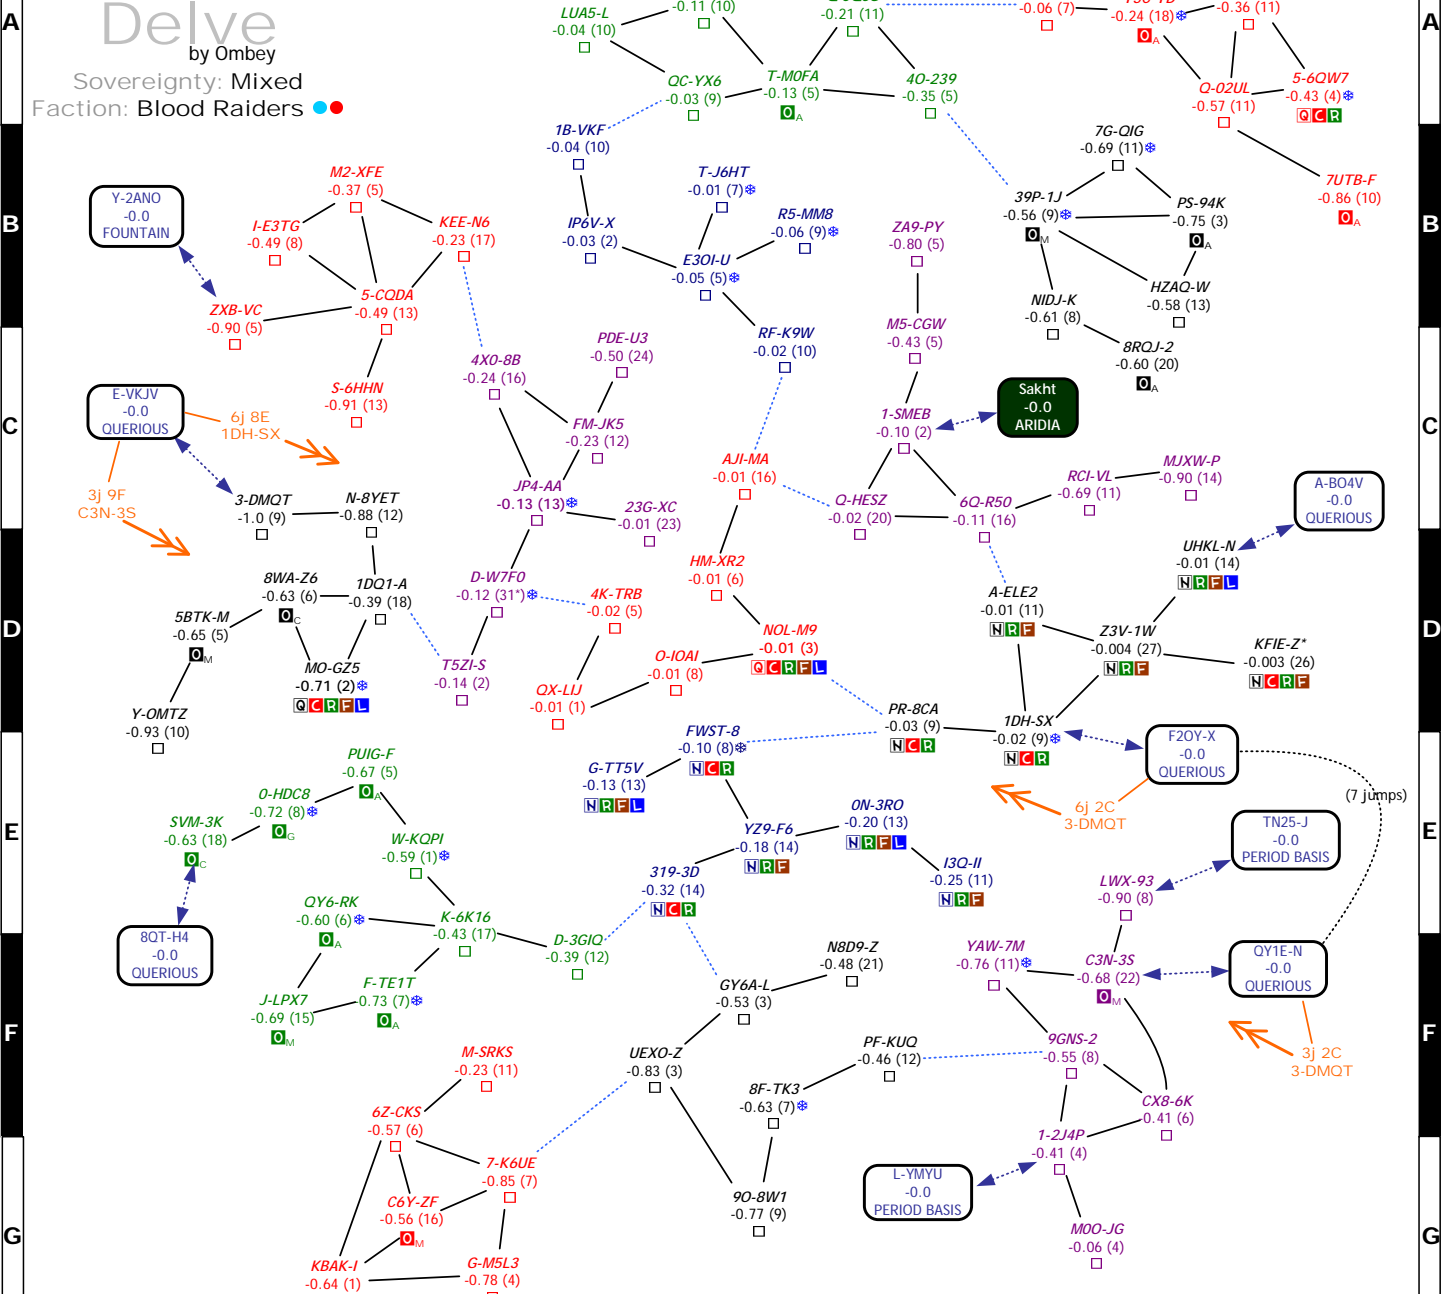 A
Delve
by Ombey
Sovereignty: Mixed
Faction: Blood Raiders
LUA5-L
-0.04 (10)
-0.11 (10)
-0.21 (11)
-0.06 (7)
-0.24 (18)
0A
-0.36 (11)
A
QC-YX6
-0.03 (9)
T-M0FA
-0.13 (5)
0A
4O-239
-0.35 (5)
Q-02UL
-0.57 (11)
5-6QW7
-0.43 (4)
Q C R
B
1B-VKF
-0.04 (10)
7G-QIG
-0.69 (11)
7UTB-F
-0.86 (10)
0A
B
Y-2ANO
-0.0
FOUNTAIN
M2-XFE
-0.37 (5)
I-E3TG
-0.49 (8)
KEE-N6
-0.23 (17)
T-J6HT
-0.01 (7)
IP6V-X
-0.03 (2)
R5-MM8
-0.06 (9)
E3OI-U
-0.05 (5)
ZA9-PY
-0.80 (5)
39P-1J
-0.56 (9)
0M
PS-94K
-0.75 (3)
0A
ZXB-VC
-0.90 (5)
5-CQDA
-0.49 (13)
NIDJ-K
-0.61 (8)
HZAQ-W
-0.58 (13)
C
4X0-8B
-0.24 (16)
PDE-U3
-0.50 (24)
RF-K9W
-0.02 (10)
M5-CGW
-0.43 (5)
8RQJ-2
-0.60 (20)
0A
C
E-VKJV
-0.0
QUERIOUS
6j 8E
1DH-SX
S-6HHN
-0.91 (13)
FM-JK5
-0.23 (12)
1-SMEB
-0.10 (2)
Sakht
-0.0
ARIDIA
3j 9F
C3N-3S
3-DMQT
-1.0 (9)
N-8YET
-0.88 (12)
JP4-AA
-0.13 (13)
23G-XC
-0.01 (23)
AJI-MA
-0.01 (16)
Q-HESZ
-0.02 (20)
6Q-R50
-0.11 (16)
RCI-VL
-0.69 (11)
MJXW-P
-0.90 (14)
A-BO4V
-0.0
QUERIOUS
D
8WA-Z6
-0.63 (6)
0C
1DQ1-A
-0.39 (18)
D-W7F0
-0.12 (31*)
4K-TRB
-0.02 (5)
HM-XR2
-0.01 (6)
A-ELE2
-0.01 (11)
N R F
UHKL-N
-0.01 (14)
N R F L
D
5BTK-M
-0.65 (5)
0M
MO-GZ5
-0.71 (2)
Q C R F L
T5ZI-S
-0.14 (2)
O-IOAI
-0.01 (8)
NOL-M9
-0.01 (3)
Q C R F L
Z3V-1W
-0.004 (27)
N R F
KFIE-Z*
-0.003 (26)
N C R F
Y-OMTZ
-0.93 (10)
QX-LIJ
-0.01 (1)
PR-8CA
-0.03 (9)
N C R
1DH-SX
-0.02 (9)
N C R
E
FWST-8
-0.10 (8)
N C R
F2OY-X
-0.0
QUERIOUS
E
PUIG-F
-0.67 (5)
0A
G-TT5V
-0.13 (13)
N R F L
6j 2C
3-DMQT
(7 jumps)
0-HDC8
-0.72 (8)
0G
SVM-3K
-0.63 (18)
0C
W-KQPI
-0.59 (1)
YZ9-F6
-0.18 (14)
N R F
0N-3RO
-0.20 (13)
N R F L
TN25-J
-0.0
PERIOD BASIS
319-3D
-0.32 (14)
N C R
I3Q-II
-0.25 (11)
N R F
LWX-93
-0.90 (8)
QY6-RK
-0.60 (6)
0A
K-6K16
-0.43 (17)
F
8QT-H4
-0.0
QUERIOUS
D-3GIQ
-0.39 (12)
N8D9-Z
-0.48 (21)
YAW-7M
-0.76 (11)
C3N-3S
-0.68 (22)
0M
QY1E-N
-0.0
QUERIOUS
F
J-LPX7
-0.69 (15)
0M
F-TE1T
-0.73 (7)
0A
GY6A-L
-0.53 (3)
M-SRKS
-0.23 (11)
UEXO-Z
-0.83 (3)
PF-KUQ
-0.46 (12)
9GNS-2
-0.55 (8)
3j 2C
3-DMQT
6Z-CKS
-0.57 (6)
8F-TK3
-0.63 (7)
CX8-6K
0.41 (6)
G
7-K6UE
-0.85 (7)
1-2J4P
-0.41 (4)
L-YMYU
-0.0
PERIOD BASIS
G
C6Y-ZF
-0.56 (16)
0M
9O-8W1
-0.77 (9)
M0O-JG
-0.06 (4)
KBAK-I
-0.64 (1)
G-M5L3
-0.78 (4)